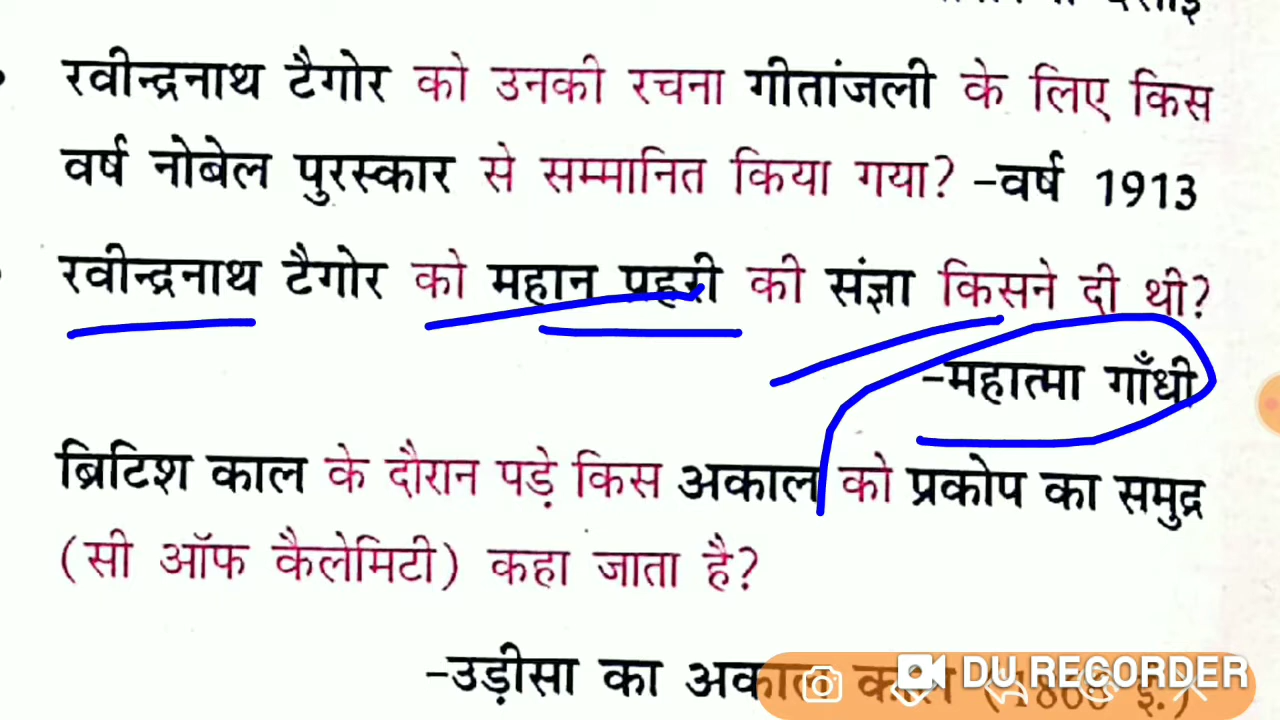 रवीन्द्रनाथ टैगोर को उनकी रचना गीतांजली के लिए किस
वर्ष नोबेल पुरस्कार से सम्मानित किया गया? -वर्ष 1913
रवीन्द्रनाथ टैगोर को महान प्रहरी की संज्ञा किसने दी थी?
-महात्मा गाँधी
ब्रिटिश काल के दौरान पड़े किस अकाल को प्रकोप का समुद्र
(सी ऑफ कैलेमिटी) कहा जाता है?
-उड़ीसा का अकाल
DU RECORDER